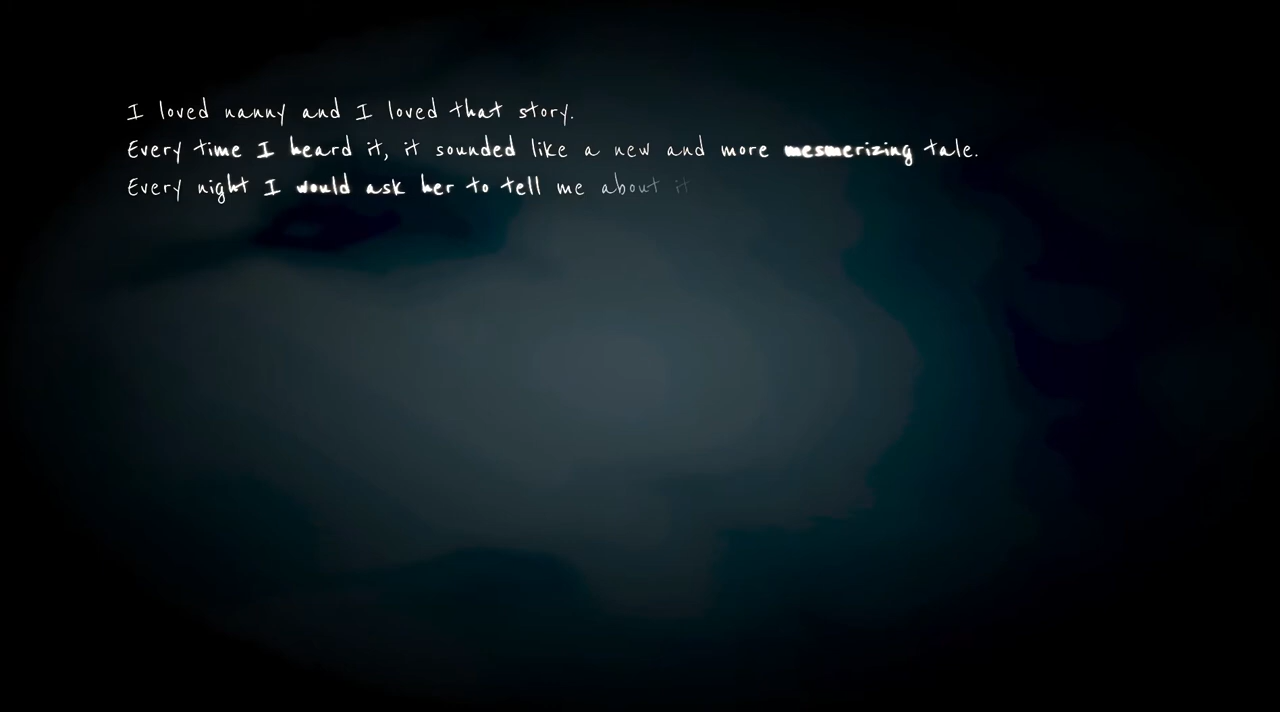 I loved nanny and I loved that story.
Every time I heard it, it sounded like a new and more mesmerizing tale.
Every night I would ask her to tell me about it